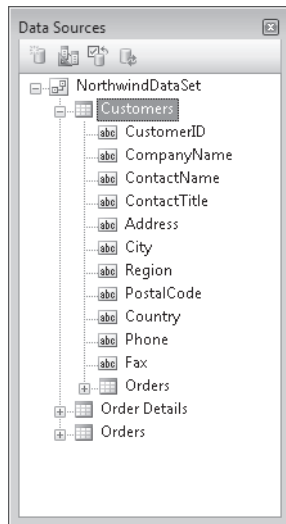 Data Sources
NorthwindDataSet
Customers
abc CustomerID
abc CompanyName
abc ContactName
abc ContactTitle
abc Address
abc City
abc Region
abc PostalCode
abc Country
abc Phone
abc Fax
Orders
Order Details
Orders